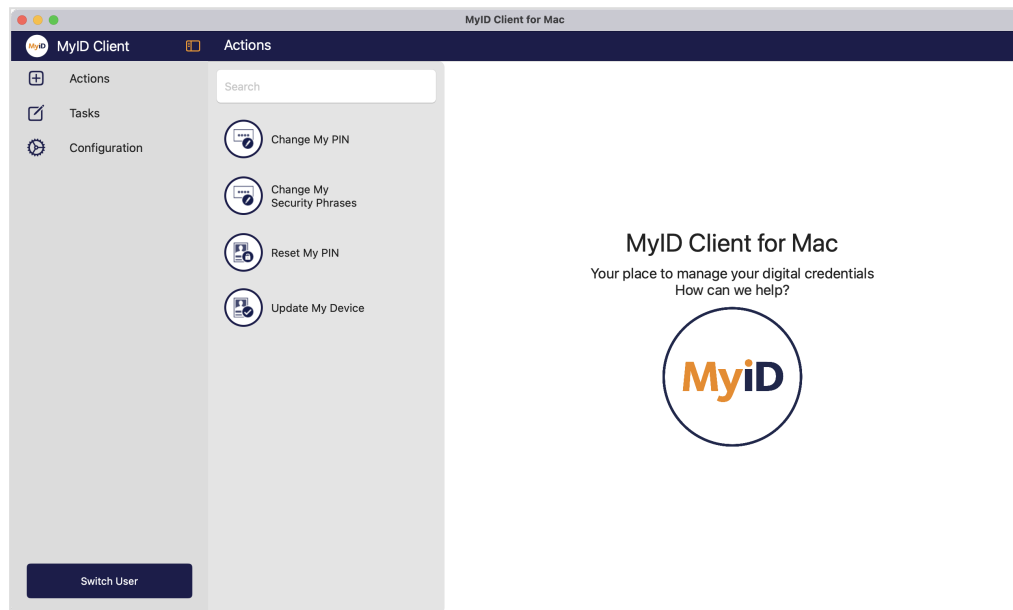 MyID Client for Mac
MyiD
MyID Client
Actions
Actions
Tasks
Configuration
Switch User
Search
Change My PIN
Change My
Security Phrases
Reset My PIN
Update My Device
MyID Client for Mac
Your place to manage your digital credentials
How can we help?
MyiD